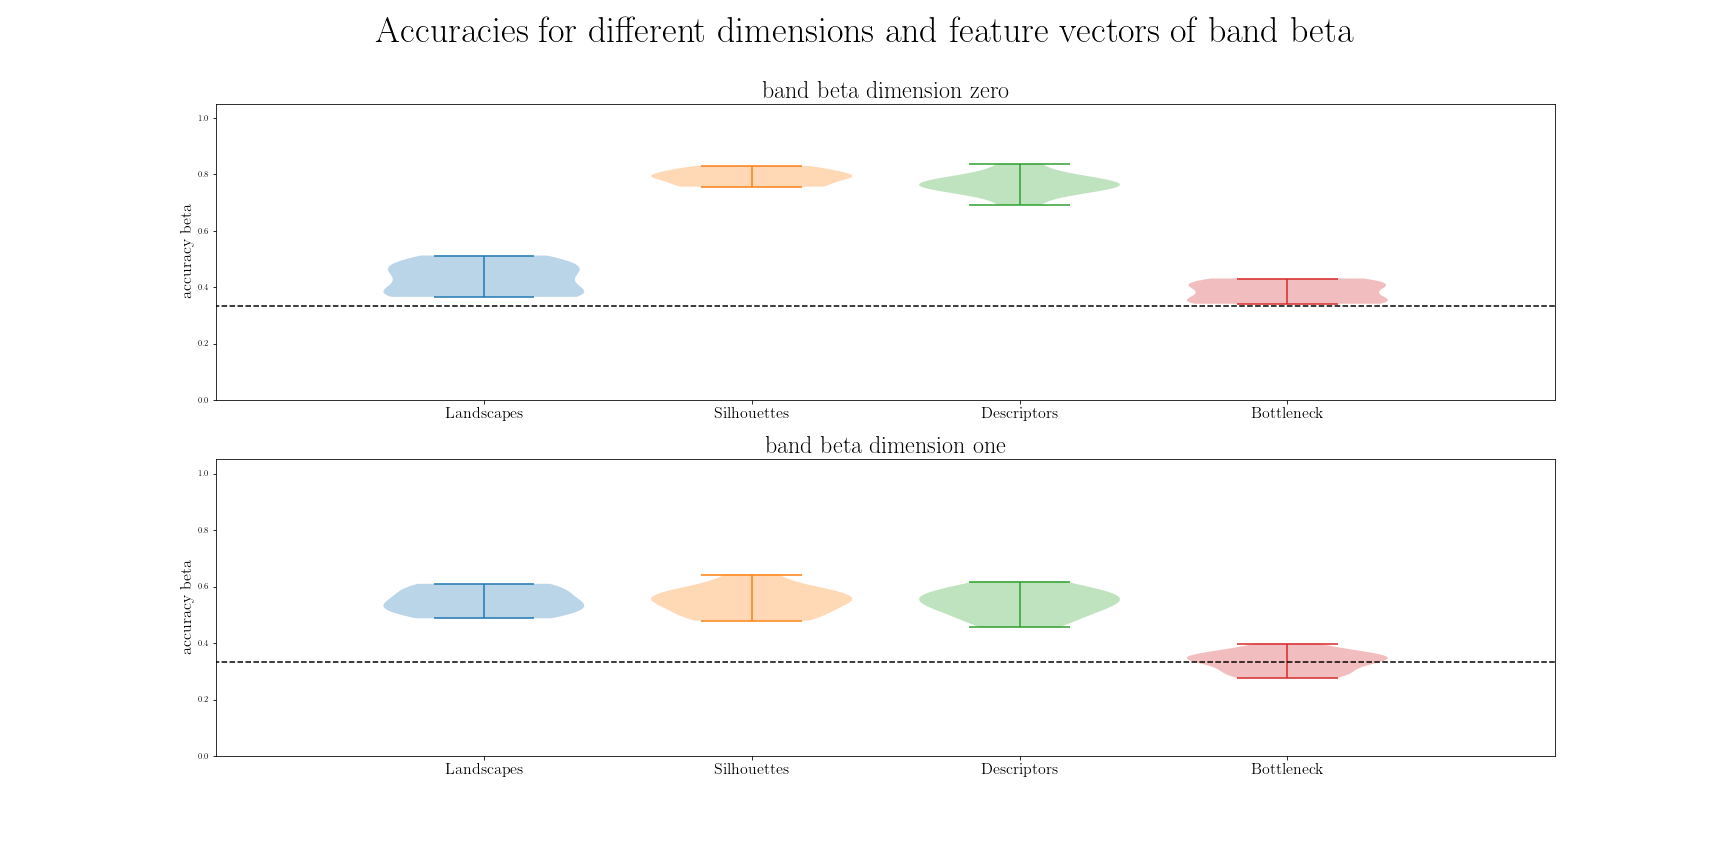 Accuracies for different dimensions and feature vectors of band beta
band beta dimension zero
1.0
0.8
0.6
0.4
0.2
0.0
accuracy beta
Landscapes Silhouettes Descriptors Bottleneck
band beta dimension one
1.0
0.8
0.6
0.4
0.2
0.0
accuracy beta
Landscapes Silhouettes Descriptors Bottleneck